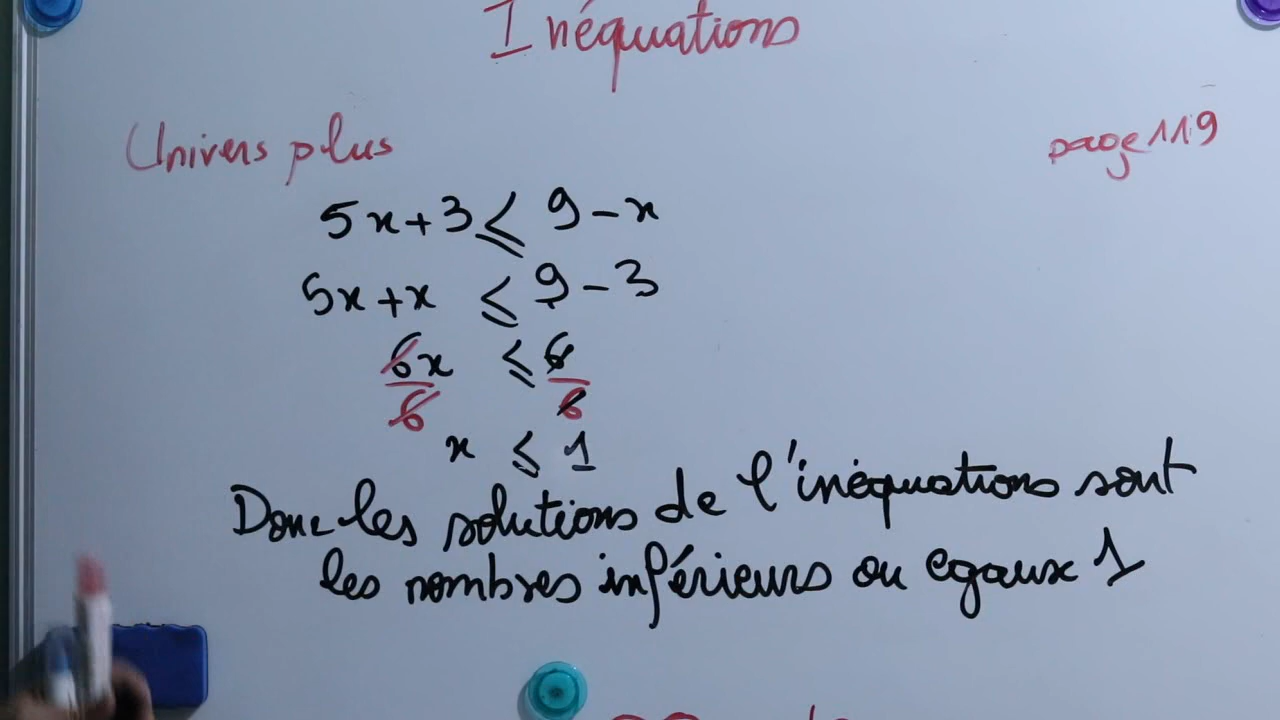 Inéquations
Univers plus
page 119
5x+3 ≤ 9-x
5x+x ≤ 9-3
6x/6 ≤ 6/6
x ≤ 1
Donc les solutions de l'inéquations sont
les nombres inférieurs ou egaux 1